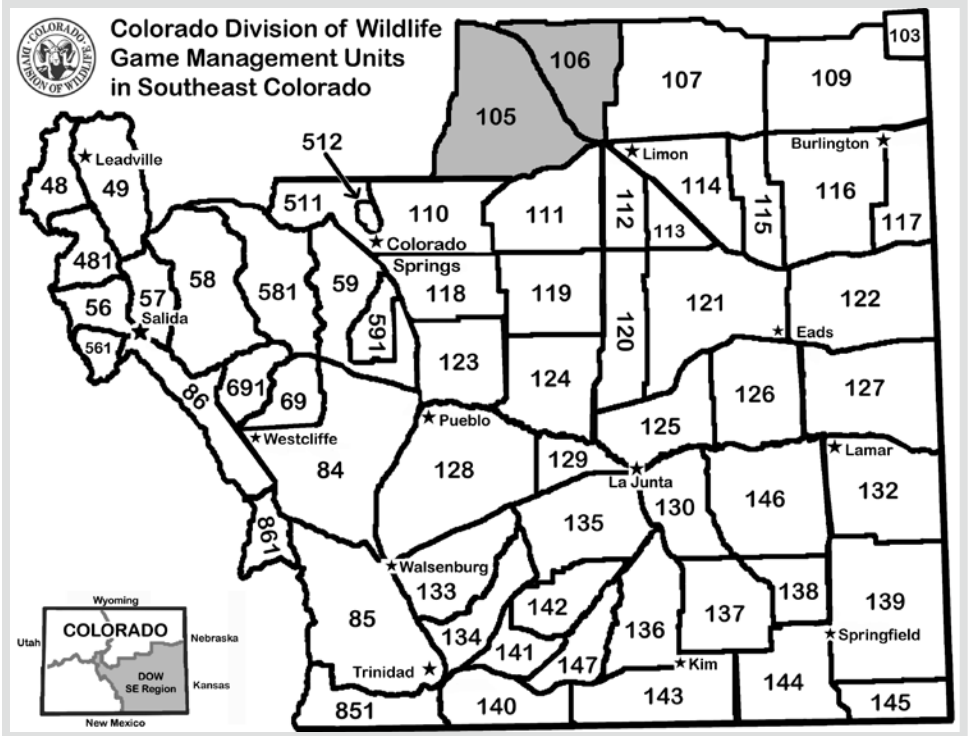 COLORADO
DIVISION OF WILDLIFE
Colorado Division of Wildlife
Game Management Units
in Southeast Colorado
103
106
107
109
105
512
Leadville
Limon
Burlington
48
49
114
116
511
110
111
112
115
117
113
Colorado
Springs
481
58
581
59
118
119
121
122
56
57
Salida
591
120
Eads
561
123
124
126
127
86
691
69
Pueblo
125
Westcliffe
84
128
129
La Junta
Lamar
130
146
132
861
135
Walsenburg
133
142
138
139
85
134
141
147
136
137
Springfield
Trinidad
Kim
851
140
143
144
145
Wyoming
Utah
COLORADO
Nebraska
DOW
SE Region
Kansas
New Mexico